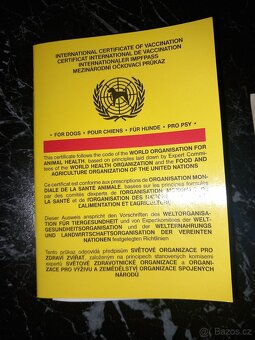 INTERNATIONAL CERTIFICATE OF VACCINATION
CERTIFICAT INTERNATIONAL DE VACCINATION
INTERNATIONALER IMPFPASS
MEZINÁRODNÍ OČKOVACÍ PRŮKAZ
• FOR DOGS • POUR CHIENS • FÜR HUNDE • PRO PSY •
This certificate follows the code of the WORLD ORGANISATION FOR
ANIMAL HEALTH, based on principles laid down by Expert Commit-
tees of the WORLD HEALTH ORGANIZATION and the FOOD AND
AGRICULTURE ORGANIZATION OF THE UNITED NATIONS
Ce certificat est conforme aux prescriptions de ORGANISATION MON-
DIALE DE LA SANTÉ ANIMALE, basées sur les principes formulés
par des comités d'experts de l'ORGANISATION
LA SANTÉ et de l'ORGANISATION DES
L'ALIMENTATION ET L'AGRICULTURE
Dieser Ausweis entspricht den Vorschriften des WELTORGANISA-
TION FÜR TIERGESUNDHEIT und von Expertenkomitees der WELT-
GESUNDHEITSORGANISATION und der WELTERNÄHRUNGS-
UND LANDWIRTSCHAFTSORGANISATION DER VEREINTEN
NATIONEN festgelegten Richtlinien
Tento průkaz odpovídá předpisům SVĚTOVÉ ORGANIZACE PRO
ZDRAVÍ ZVÍŘAT, založeným na principech stanovených komisemi
expertů SVĚTOVÉ ZDRAVOTNICKÉ ORGANIZACE a ORGANI-
ZACE PRO VÝŽIVU A ZEMĚDĚLSTVÍ ORGANIZACE SPOJENÝCH
NÁRODŮ
Bazoš.cz